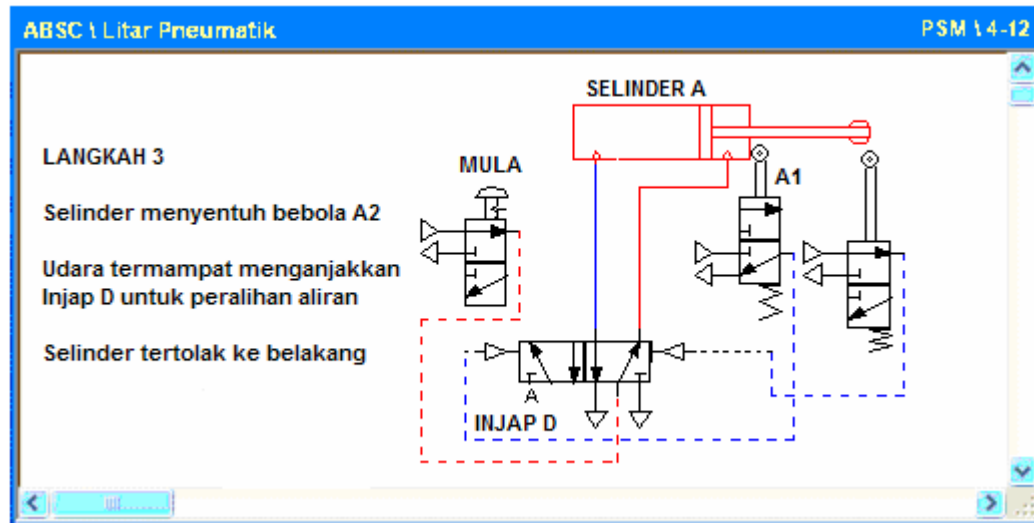 ABSC \ Litar Pneumatik
PSM \ 4-12
SELINDER A
LANGKAH 3
MULA
A1
Selinder menyentuh bebola A2
Udara termampat menganjakkan
Injap D untuk peralihan aliran
Selinder tertolak ke belakang
A
INJAP D